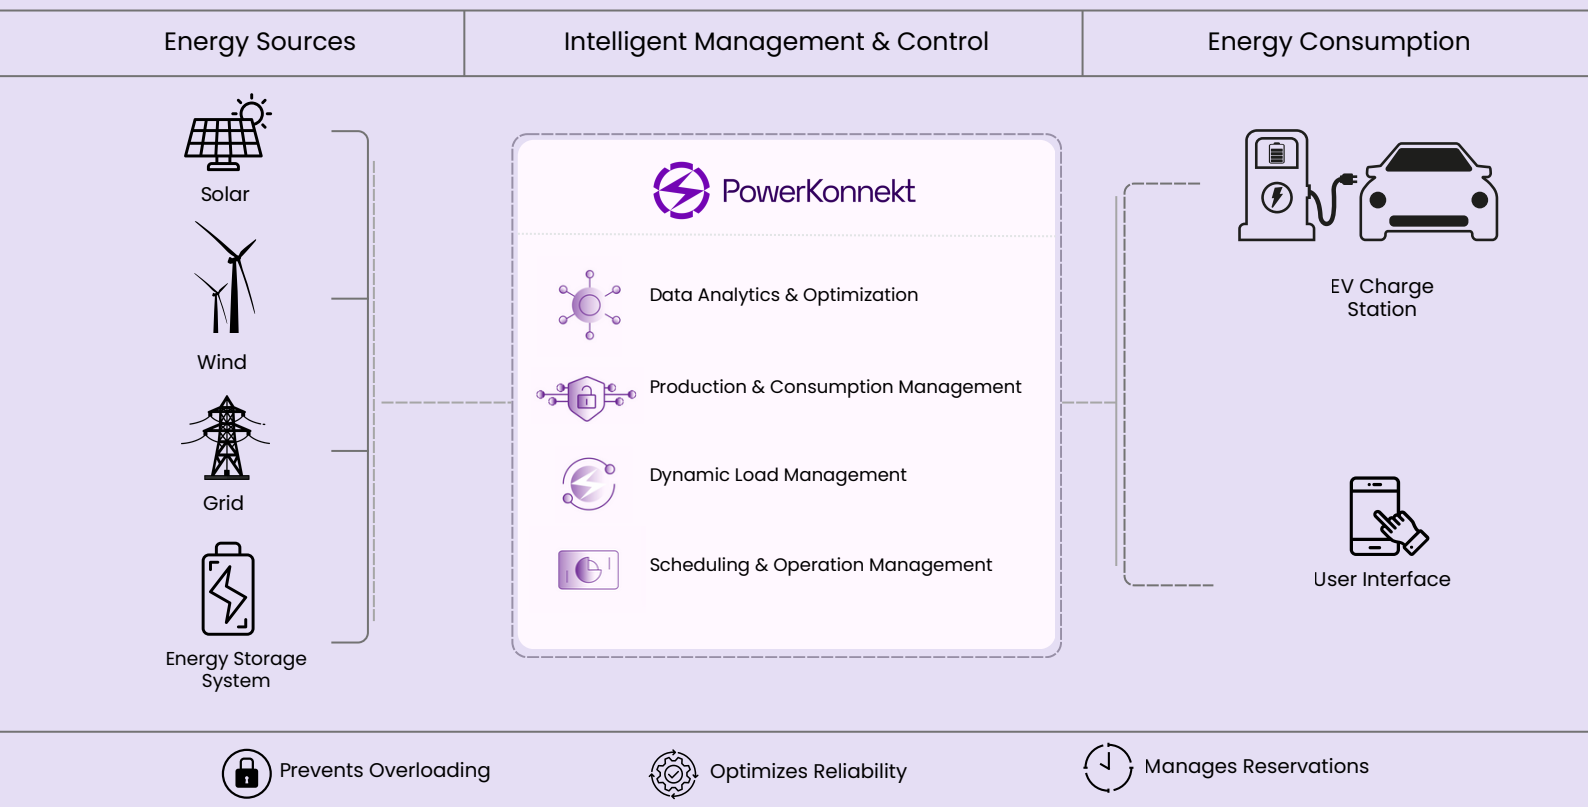 Energy Sources
Intelligent Management & Control
Energy Consumption
Solar
Wind
Grid
Energy Storage
System
PowerKonnekt
Data Analytics & Optimization
Production & Consumption Management
Dynamic Load Management
Scheduling & Operation Management
EV Charge
Station
User Interface
Prevents Overloading
Optimizes Reliability
Manages Reservations